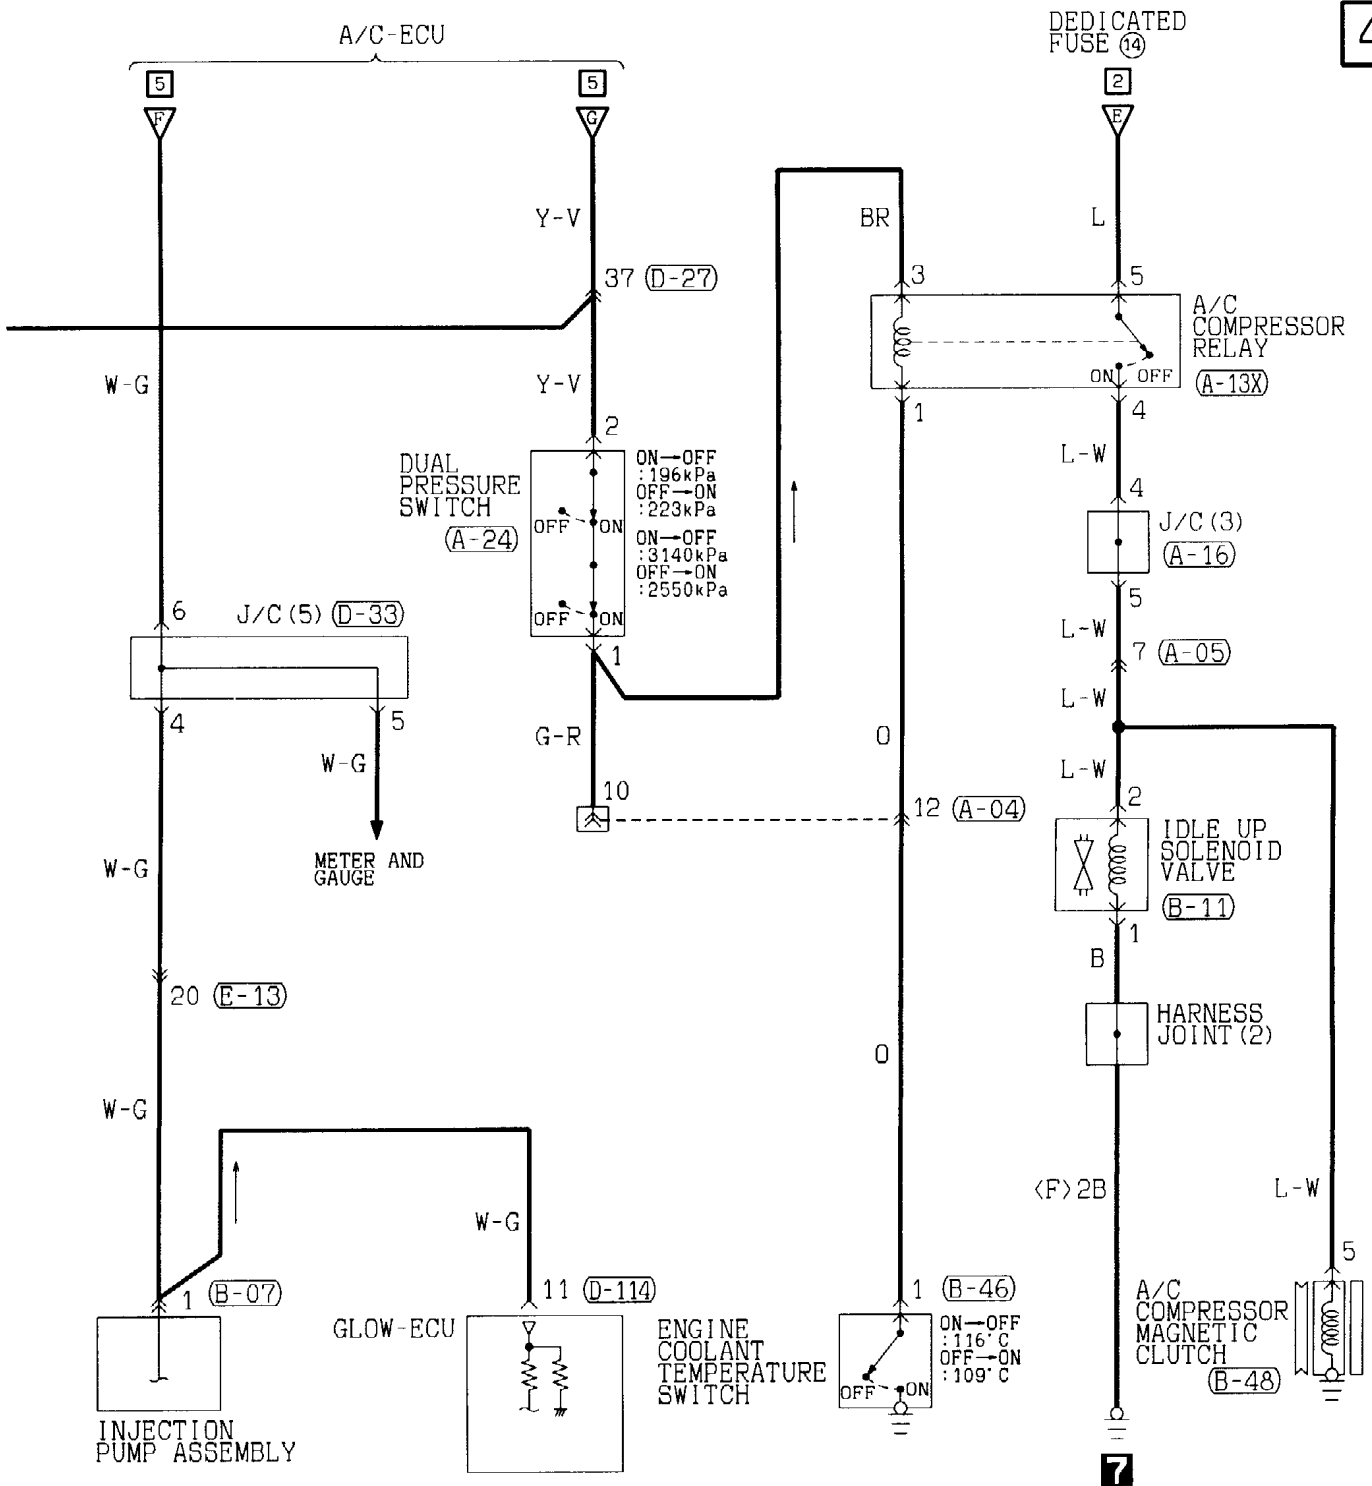 A/C-ECU
DEDICATED
FUSE ⑭
4
5
5
2
F
G
E
Y-V
BR
L
37 (D-27)
3
5
A/C
COMPRESSOR
RELAY
(A-13X)
ON OFF
W-G
Y-V
2
1
4
L-W
DUAL
PRESSURE
SWITCH
(A-24)
ON→OFF
:196kPa
OFF→ON
:223kPa
ON→OFF
:3140kPa
OFF→ON
:2550kPa
OFF ON
OFF ON
4
J/C(3)
(A-16)
5
L-W
6
J/C(5) (D-33)
1
7 (A-05)
L-W
4
5
W-G
G-R
O
L-W
10
12 (A-04)
2
IDLE UP
SOLENOID
VALVE
(B-11)
METER AND
GAUGE
W-G
1
B
20 (E-13)
HARNESS
JOINT(2)
O
W-G
W-G
<F>2B
L-W
5
1 (B-07)
11 (D-114)
1 (B-46)
GLOW-ECU
ENGINE
COOLANT
TEMPERATURE
SWITCH
ON→OFF
:116°C
OFF→ON
:109°C
OFF ON
A/C
COMPRESSOR
MAGNETIC
CLUTCH
(B-48)
INJECTION
PUMP ASSEMBLY
7